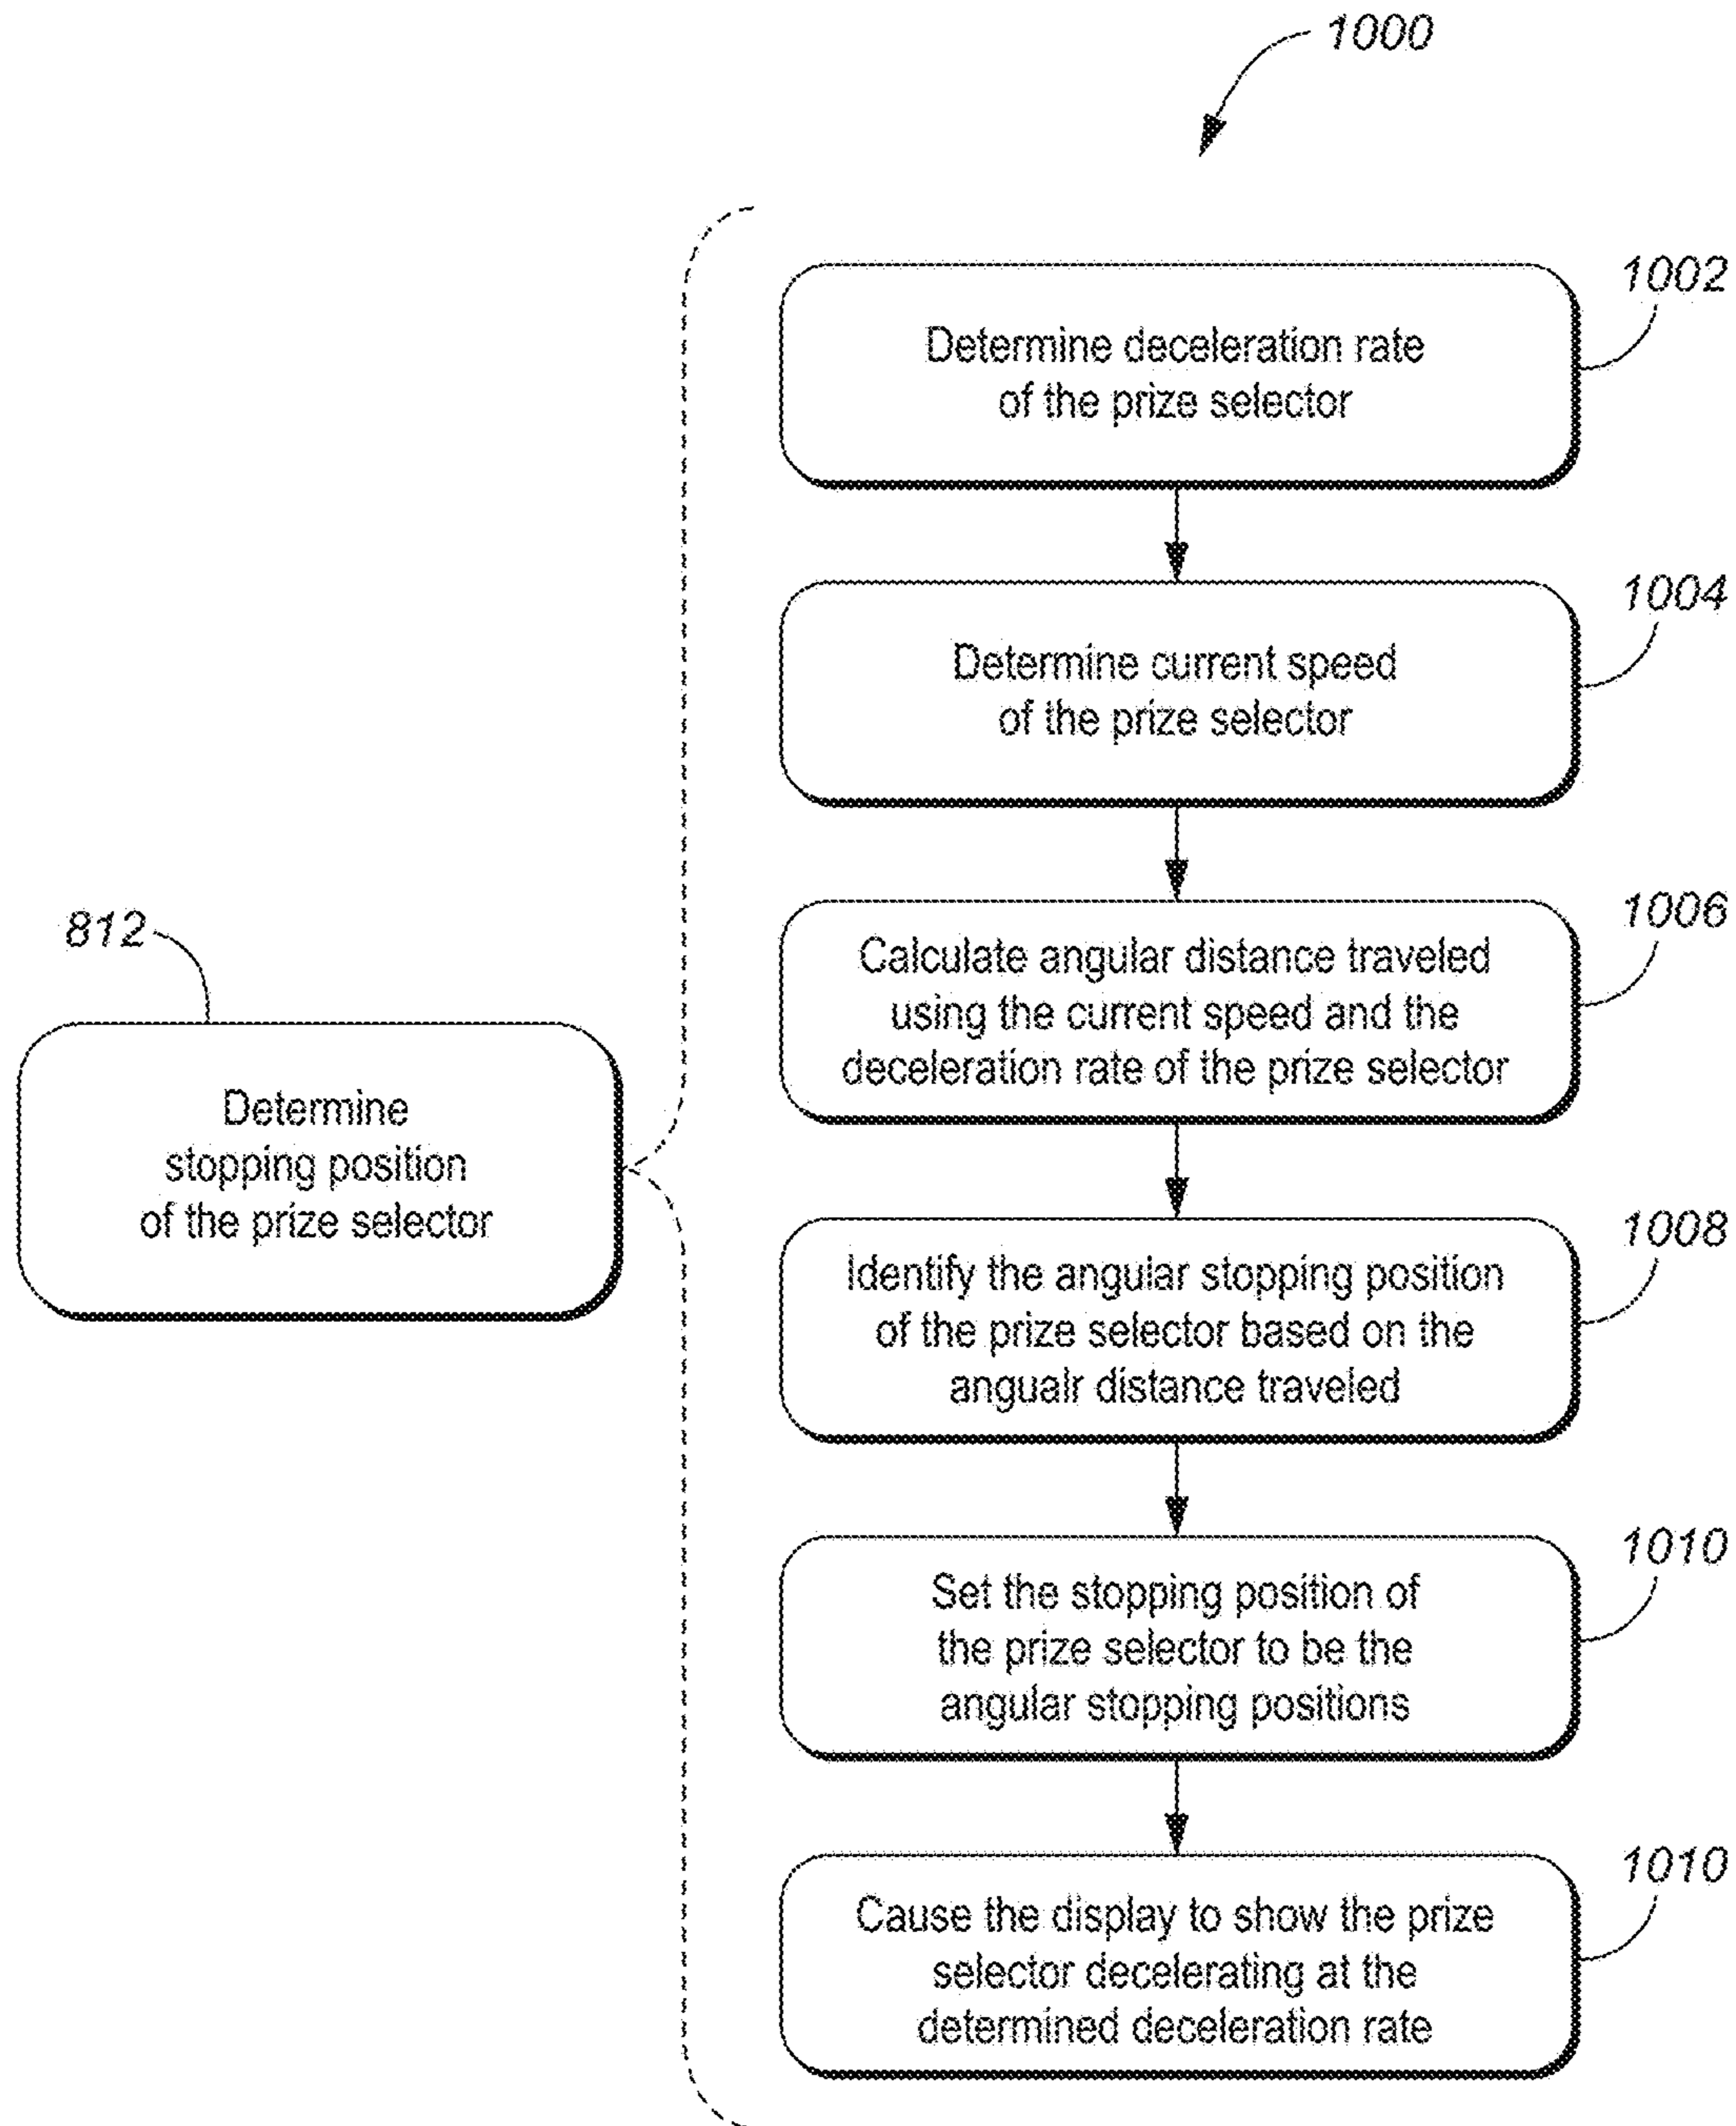 1000
1002
Determine deceleration rate
of the prize selector
1004
Determine current speed
of the prize selector
1006
Calculate angular distance traveled
using the current speed and the
deceleration rate of the prize selector
812
Determine
stopping position
of the prize selector
1008
Identify the angular stopping position
of the prize selector based on the
angualr distance traveled
1010
Set the stopping position of
the prize selector to be the
angular stopping positions
1010
Cause the display to show the prize
selector decelerating at the
determined deceleration rate